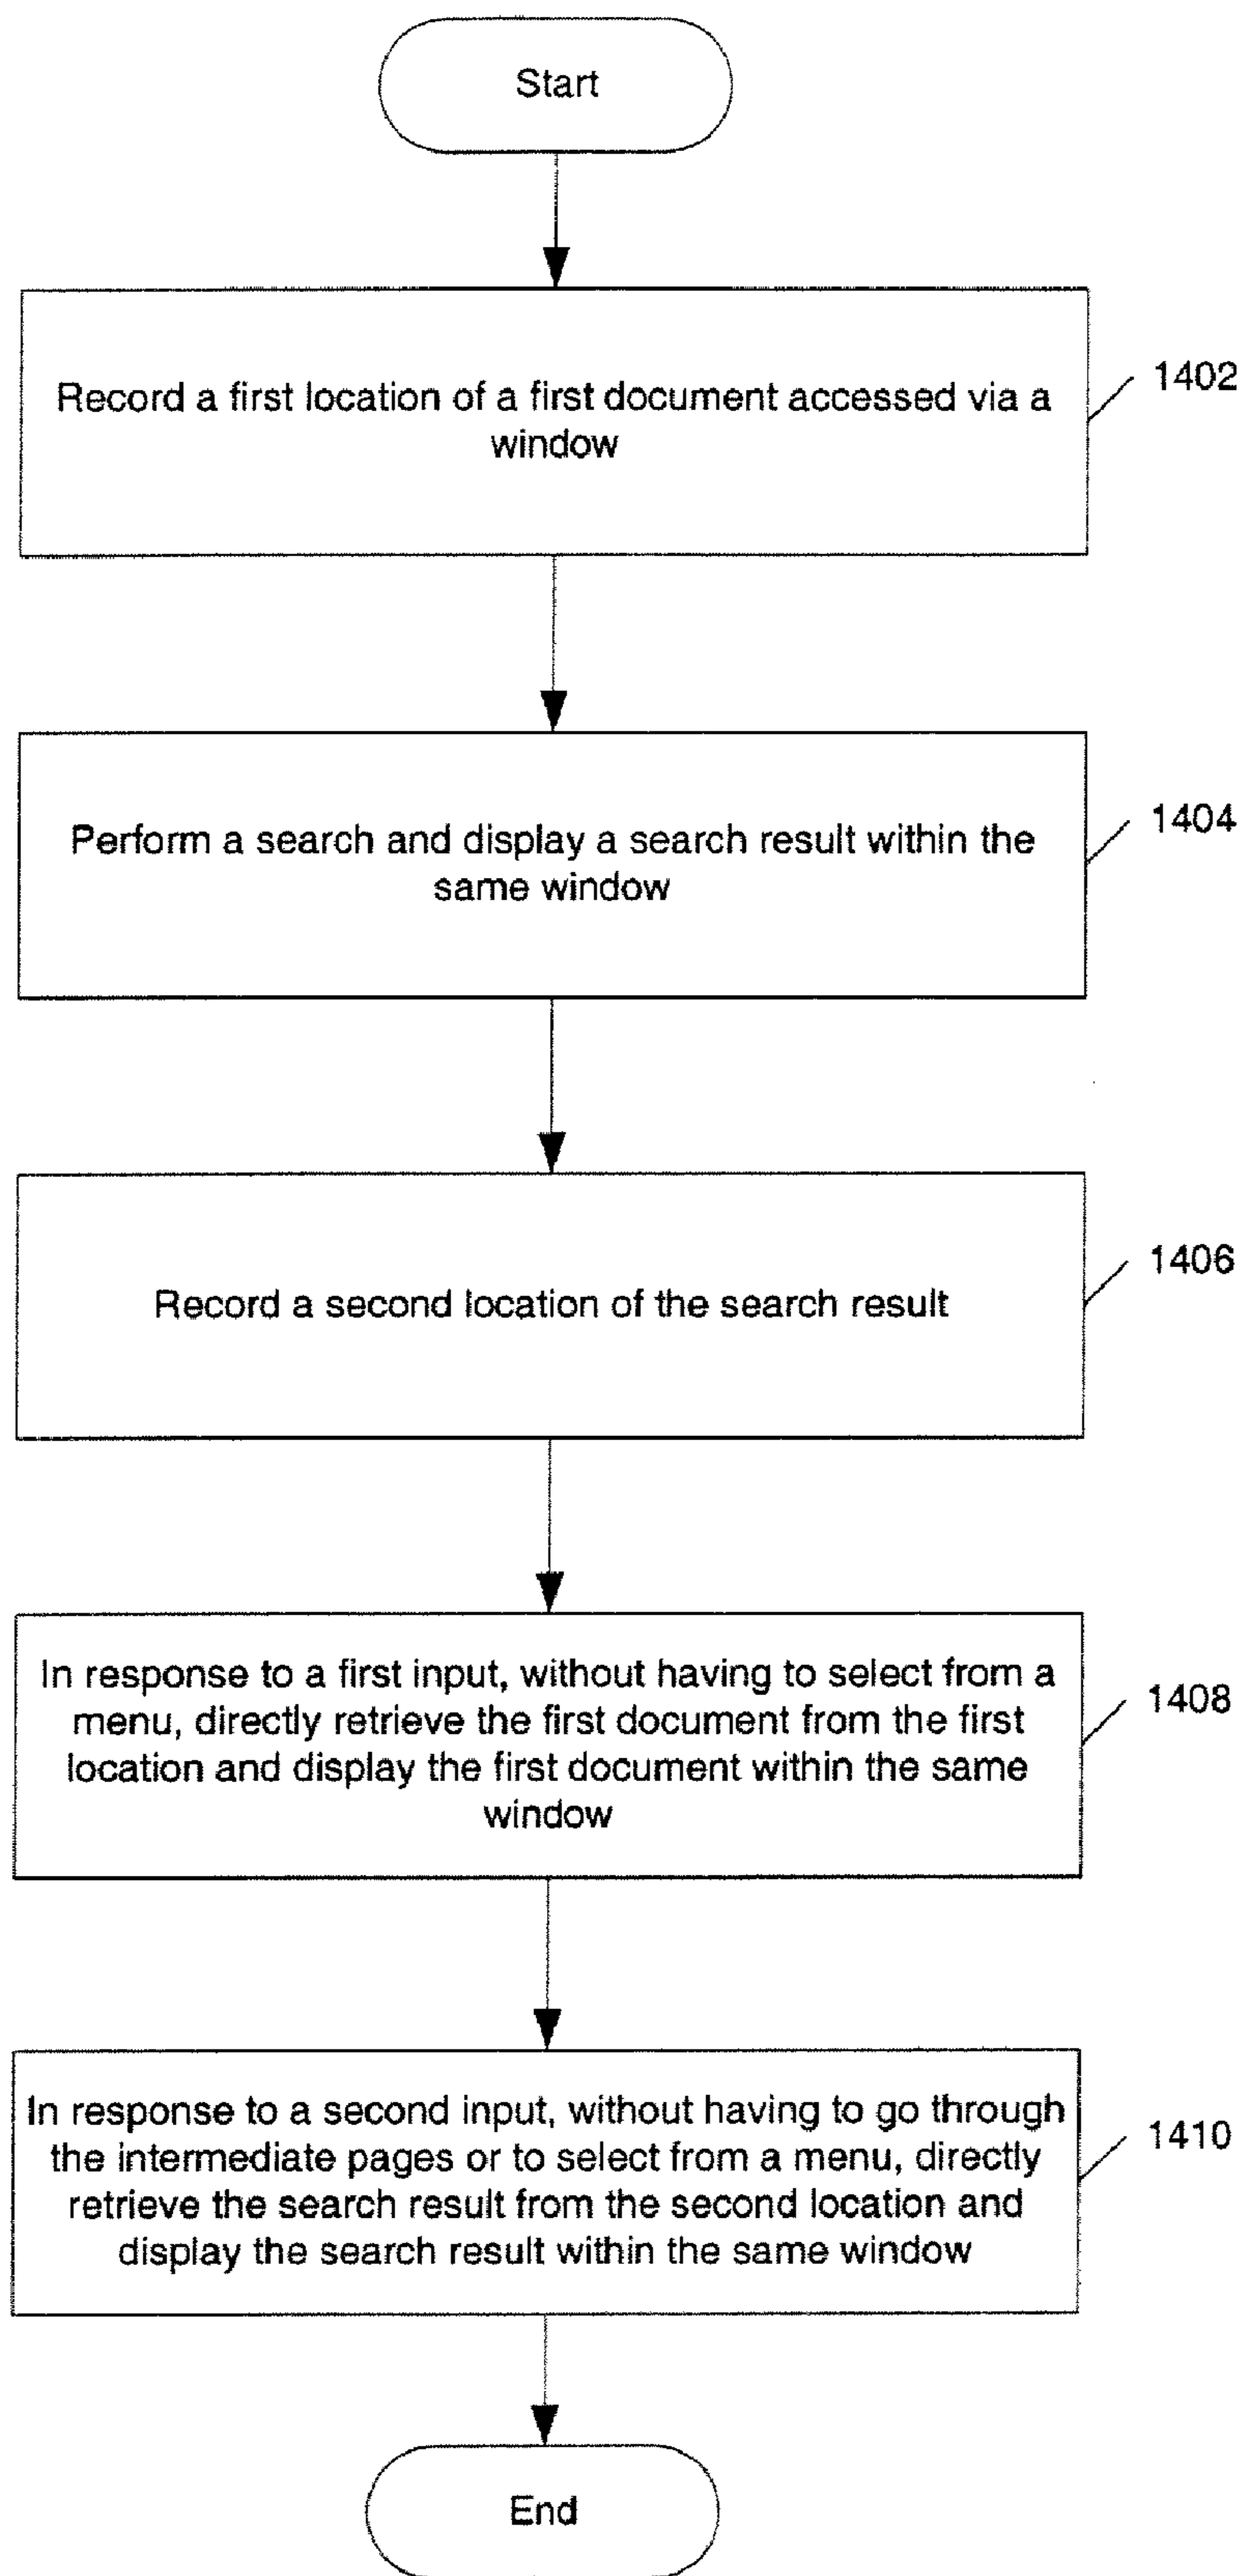 Start
Record a first location of a first document accessed via a
window
1402
Perform a search and display a search result within the
same window
1404
Record a second location of the search result
1406
In response to a first input, without having to select from a
menu, directly retrieve the first document from the first
location and display the first document within the same
window
1408
In response to a second input, without having to go through
the intermediate pages or to select from a menu, directly
retrieve the search result from the second location and
display the search result within the same window
1410
End